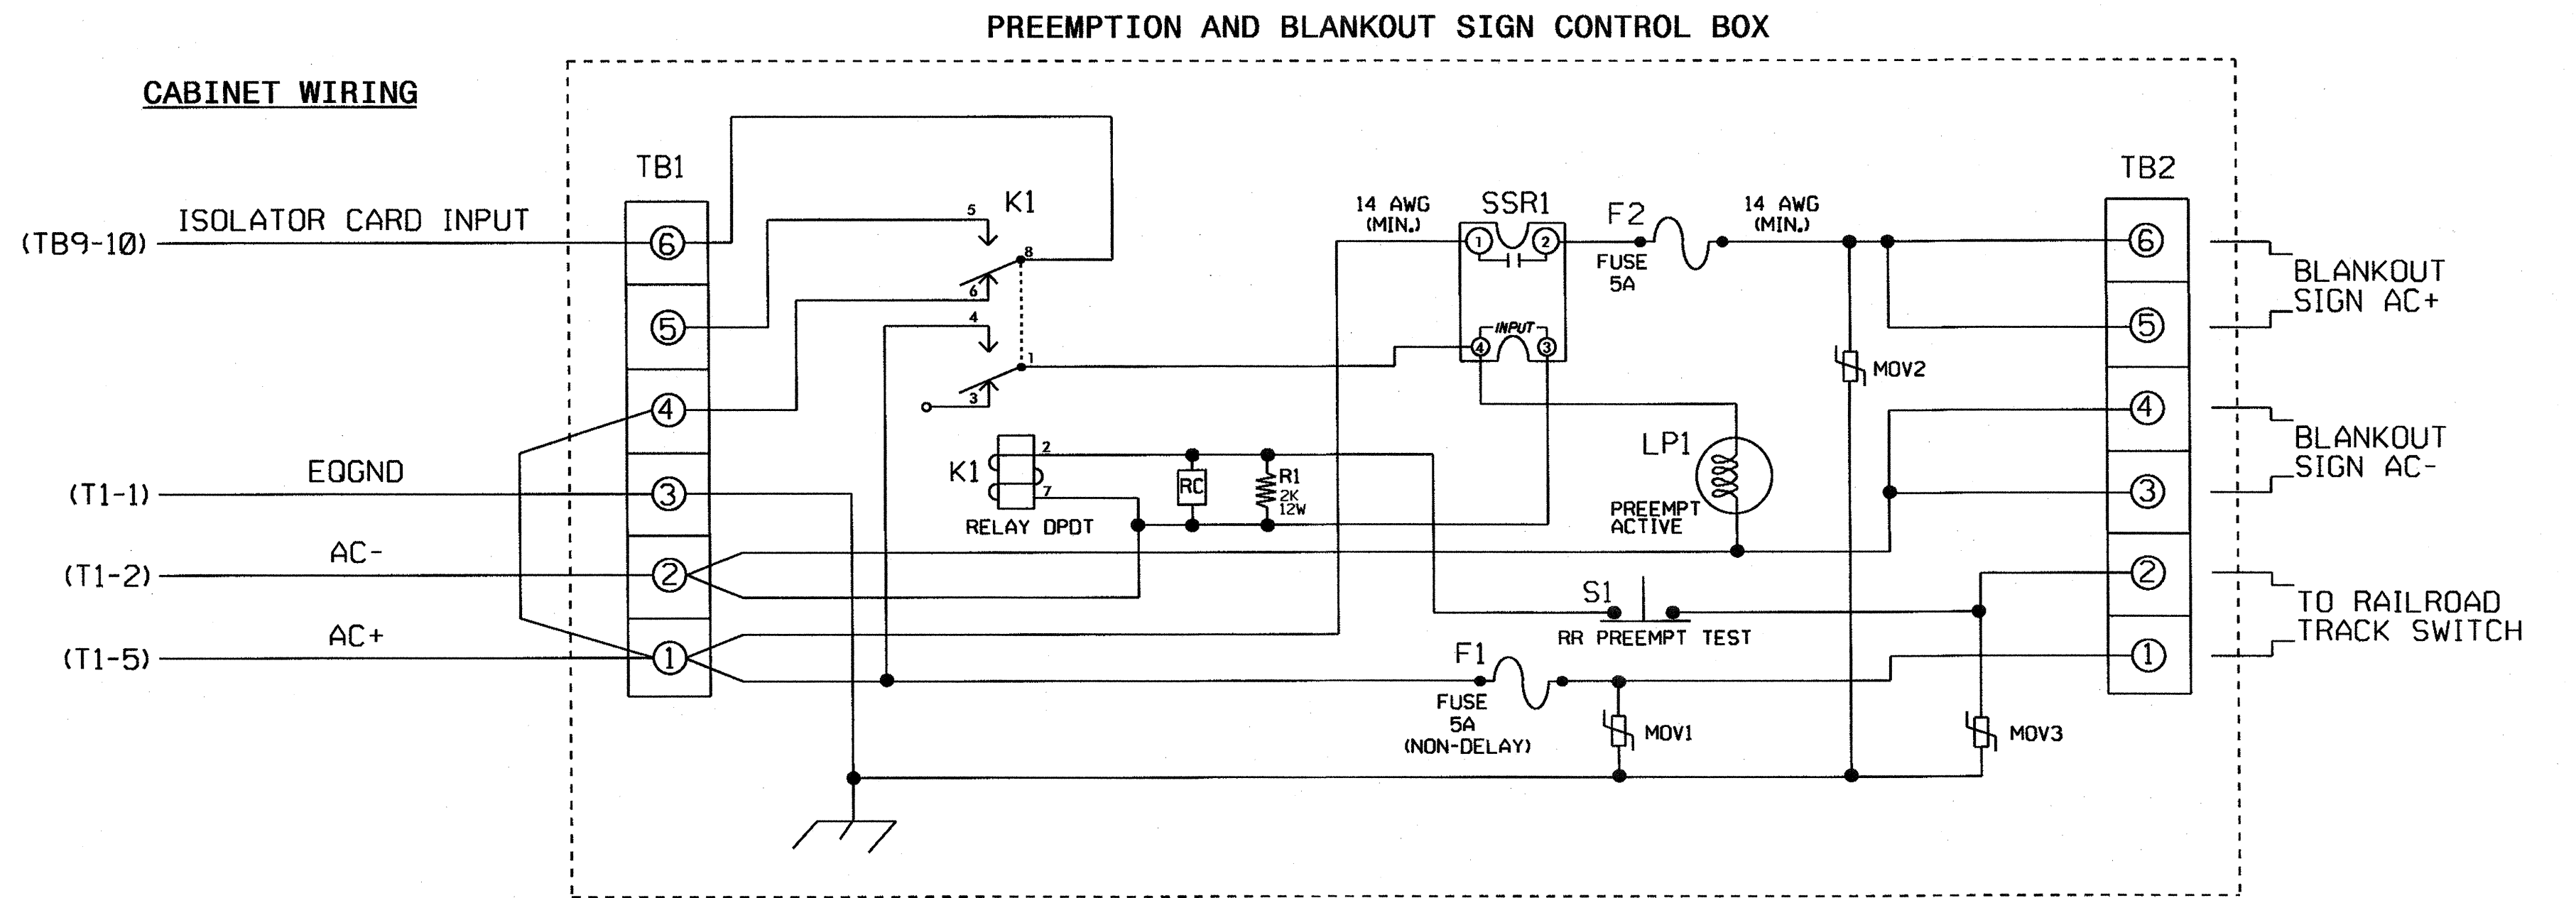 PREEMPTION AND BLANKOUT SIGN CONTROL BOX
CABINET WIRING
TB1
TB2
K1
5
8
6
4
1
3
ISOLATOR CARD INPUT
(TB9-10)
6
5
4
3
2
1
EQGND
(T1-1)
AC-
(T1-2)
AC+
(T1-5)
14 AWG
(MIN.)
SSR1
1
2
INPUT
4
3
F2
FUSE
5A
14 AWG
(MIN.)
MOV2
K1
2
7
RELAY DPDT
RC
R1
2K
12W
LP1
PREEMPT
ACTIVE
S1
RR PREEMPT TEST
F1
FUSE
5A
(NON-DELAY)
MOV1
MOV3
6
5
4
3
2
1
BLANKOUT
SIGN AC+
BLANKOUT
SIGN AC-
TO RAILROAD
TRACK SWITCH